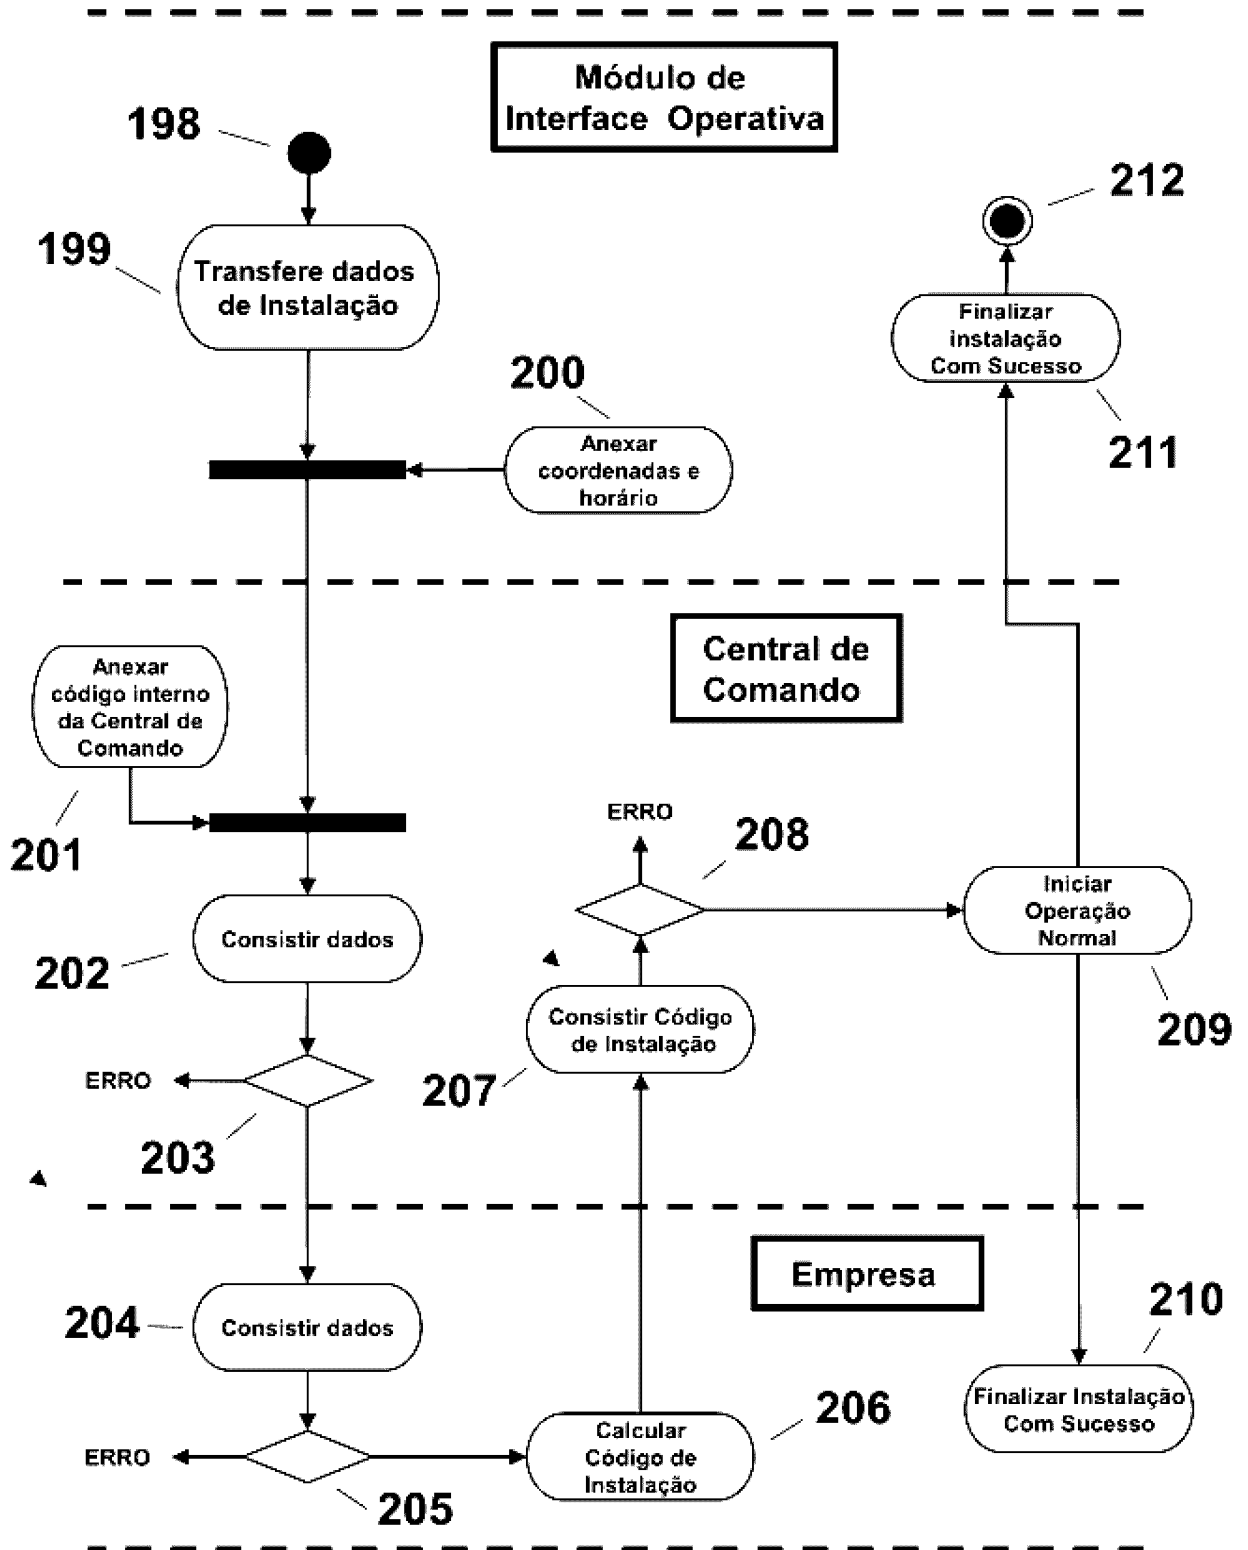 Módulo de
Interface Operativa
198
199
Transfere dados
de Instalação
200
Anexar
coordenadas e
horário
212
Finalizar
instalação
Com Sucesso
211
Central de
Comando
Anexar
código interno
da Central de
Comando
201
202
Consistir dados
ERRO
203
ERRO
208
Consistir Código
de Instalação
207
Iniciar
Operação
Normal
209
Empresa
204
Consistir dados
ERRO
205
Calcular
Código de
Instalação
206
210
Finalizar Instalação
Com Sucesso